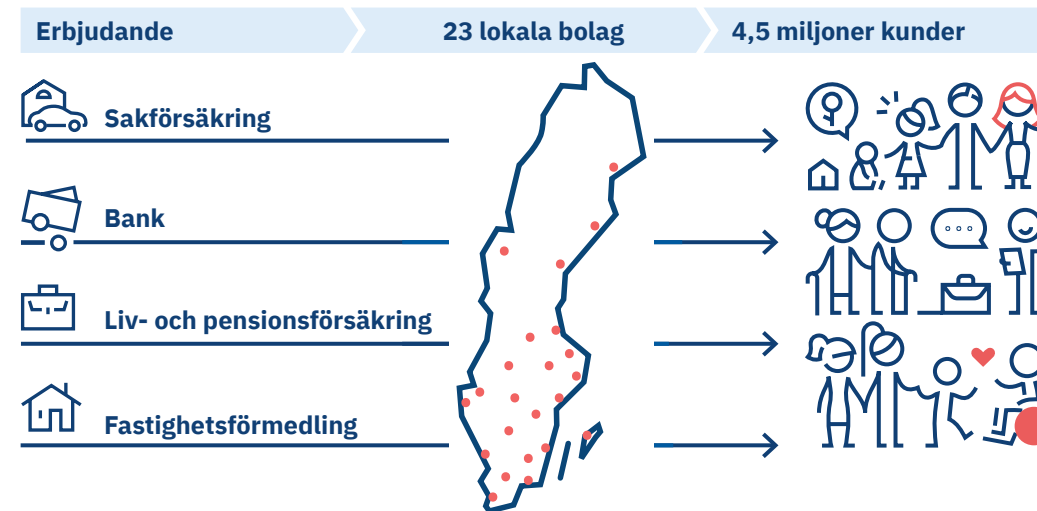 Erbjudande
23 lokala bolag
4,5 miljoner kunder
Sakförsäkring
Bank
Liv- och pensionsförsäkring
Fastighetsförmedling